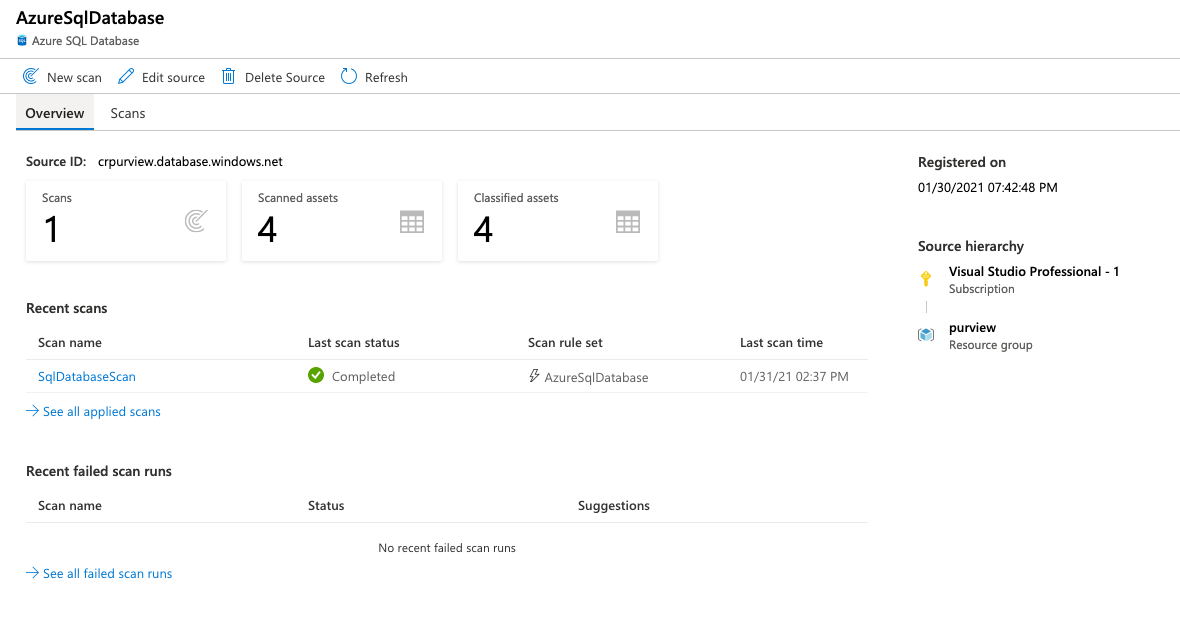 AzureSqlDatabase
Azure SQL Database
New scan Edit source Delete Source Refresh
Overview Scans
Source ID: crpurview.database.windows.net
Scans Scanned assets Classified assets
1 4 4
Recent scans
Scan name Last scan status Scan rule set Last scan time
SqlDatabaseScan Completed AzureSqlDatabase 01/31/21 02:37 PM
→ See all applied scans
Recent failed scan runs
Scan name Status Suggestions
No recent failed scan runs
→ See all failed scan runs
Registered on
01/30/2021 07:42:48 PM
Source hierarchy
Visual Studio Professional - 1
Subscription
purview
Resource group